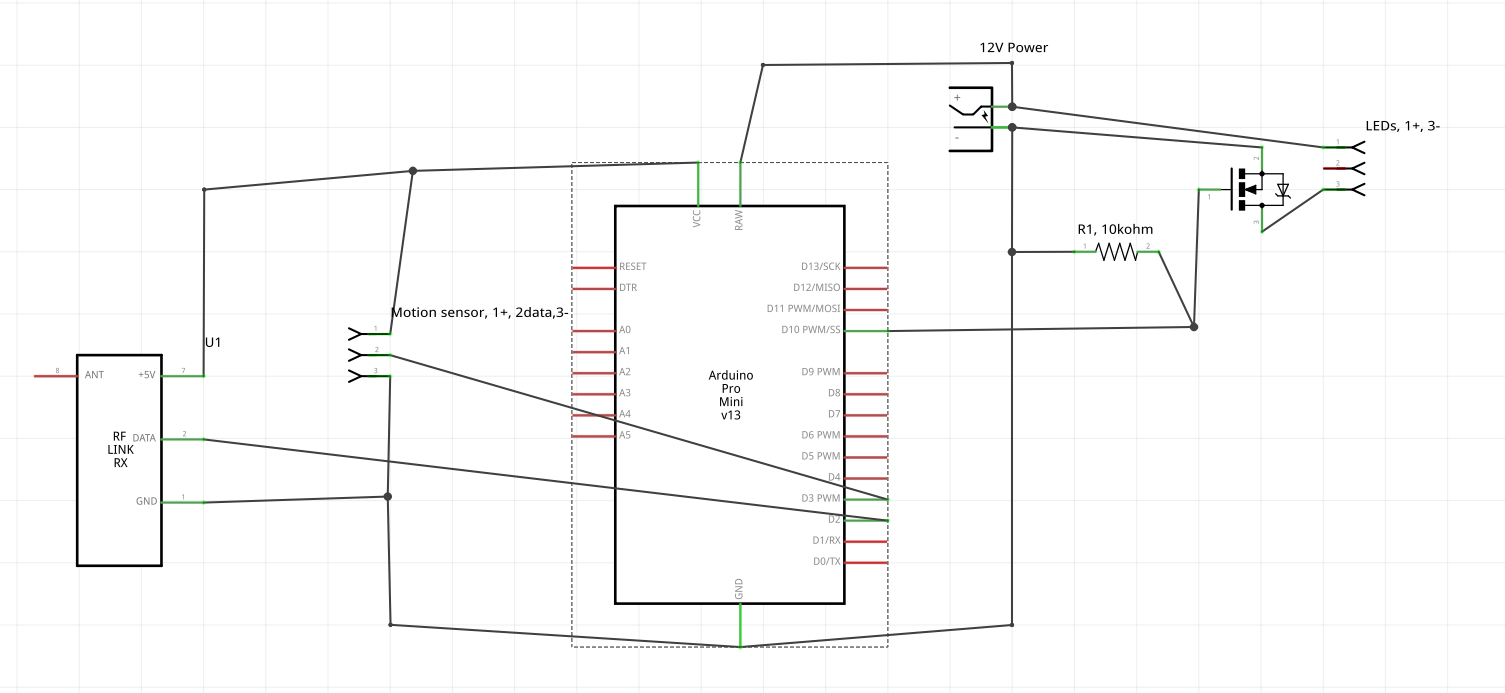 12V Power
+
-
LEDs, 1+, 3-
1
2
3
2
1
3
R1, 10kohm
1
2
VCC
RAW
RESET
DTR
A0
A1
A2
A3
A4
A5
D13/SCK
D12/MISO
D11 PWM/MOSI
D10 PWM/SS
D9 PWM
D8
D7
D6 PWM
D5 PWM
D4
D3 PWM
D2
D1/RX
D0/TX
GND
Arduino
Pro
Mini
v13
Motion sensor, 1+, 2data,3-
1
2
3
U1
8
ANT
+5V
7
RF
LINK
RX
DATA
2
GND
1